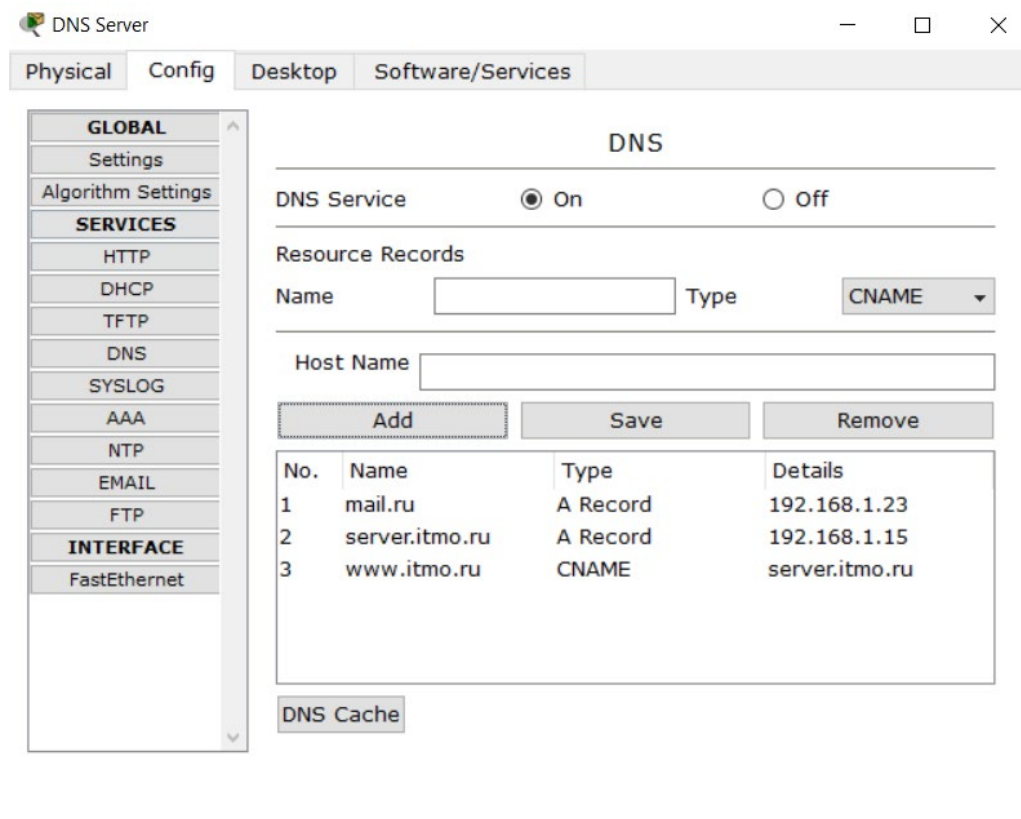 DNS Server
Physical Config Desktop Software/Services
GLOBAL
Settings
Algorithm Settings
SERVICES
HTTP
DHCP
TFTP
DNS
SYSLOG
AAA
NTP
EMAIL
FTP
INTERFACE
FastEthernet
DNS
DNS Service On Off
Resource Records
Name Type CNAME
Host Name
Add Save Remove
No. Name Type Details
1 mail.ru A Record 192.168.1.23
2 server.itmo.ru A Record 192.168.1.15
3 www.itmo.ru CNAME server.itmo.ru
DNS Cache